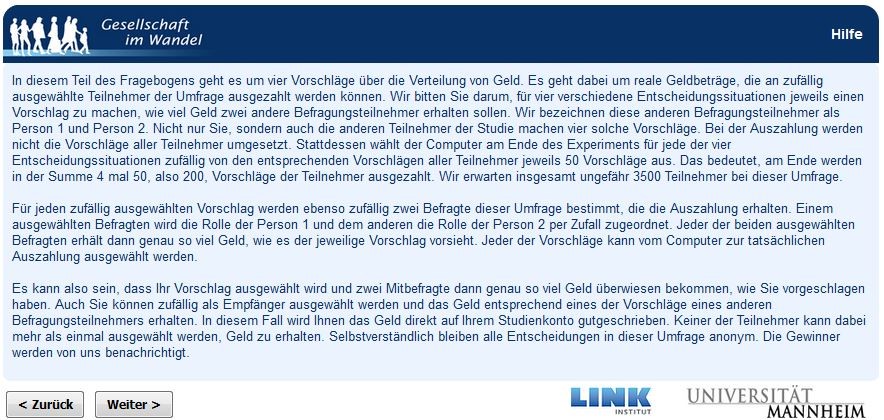 Gesellschaft
im Wandel
Hilfe
In diesem Teil des Fragebogens geht es um vier Vorschläge über die Verteilung von Geld. Es geht dabei um reale Geldbeträge, die an zufällig
ausgewählte Teilnehmer der Umfrage ausgezahlt werden können. Wir bitten Sie darum, für vier verschiedene Entscheidungssituationen jeweils einen
Vorschlag zu machen, wie viel Geld zwei andere Befragungsteilnehmer erhalten sollen. Wir bezeichnen diese anderen Befragungsteilnehmer als
Person 1 und Person 2. Nicht nur Sie, sondern auch die anderen Teilnehmer der Studie machen vier solche Vorschläge. Bei der Auszahlung werden
nicht die Vorschläge aller Teilnehmer umgesetzt. Stattdessen wählt der Computer am Ende des Experiments für jede der vier
Entscheidungssituationen zufällig von den entsprechenden Vorschlägen aller Teilnehmer jeweils 50 Vorschläge aus. Das bedeutet, am Ende werden
in der Summe 4 mal 50, also 200, Vorschläge der Teilnehmer ausgezahlt. Wir erwarten insgesamt ungefähr 3500 Teilnehmer bei dieser Umfrage.
Für jeden zufällig ausgewählten Vorschlag werden ebenso zufällig zwei Befragte dieser Umfrage bestimmt, die die Auszahlung erhalten. Einem
ausgewählten Befragten wird die Rolle der Person 1 und dem anderen die Rolle der Person 2 per Zufall zugeordnet. Jeder der beiden ausgewählten
Befragten erhält dann genau so viel Geld, wie es der jeweilige Vorschlag vorsieht. Jeder der Vorschläge kann vom Computer zur tatsächlichen
Auszahlung ausgewählt werden.
Es kann also sein, dass Ihr Vorschlag ausgewählt wird und zwei Mitbefragte dann genau so viel Geld überwiesen bekommen, wie Sie vorgeschlagen
haben. Auch Sie können zufällig als Empfänger ausgewählt werden und das Geld entsprechend eines der Vorschläge eines anderen
Befragungsteilnehmers erhalten. In diesem Fall wird Ihnen das Geld direkt auf Ihrem Studienkonto gutgeschrieben. Keiner der Teilnehmer kann dabei
mehr als einmal ausgewählt werden, Geld zu erhalten. Selbstverständlich bleiben alle Entscheidungen in dieser Umfrage anonym. Die Gewinner
werden von uns benachrichtigt.
< Zurück
Weiter >
LINK
INSTITUT
UNIVERSITÄT
MANNHEIM